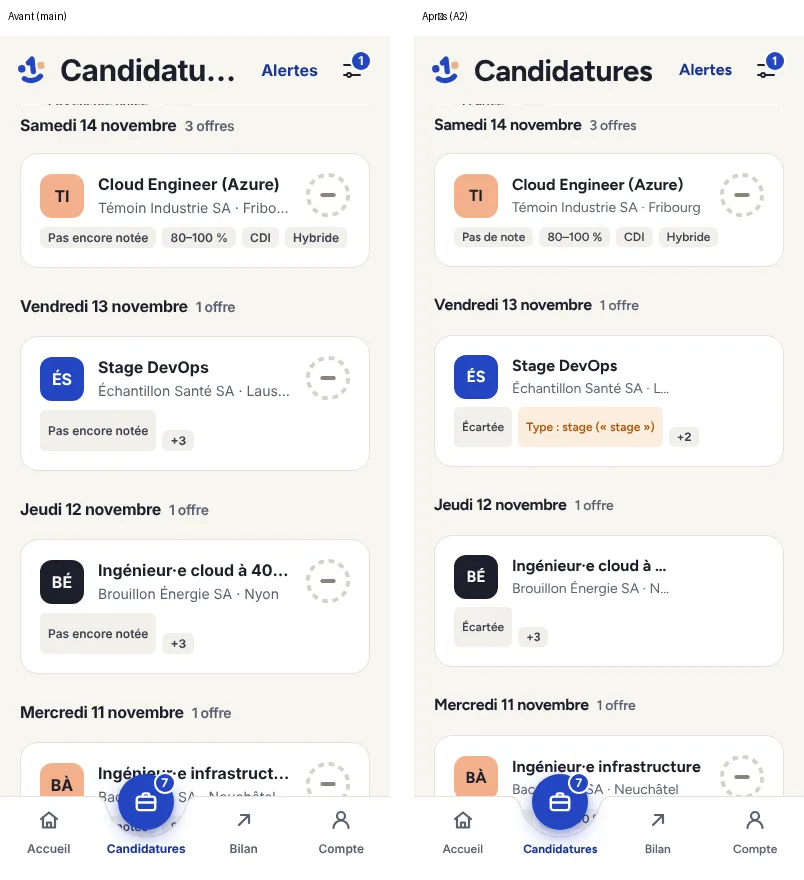 Avant (main)
Candidatu...
Alertes
1
Samedi 14 novembre 3 offres
TI
Cloud Engineer (Azure)
Témoin Industrie SA · Fribo...
Pas encore notée
80–100 %
CDI
Hybride
Vendredi 13 novembre 1 offre
ÉS
Stage DevOps
Échantillon Santé SA · Laus...
Pas encore notée
+3
Jeudi 12 novembre 1 offre
BÉ
Ingénieur·e cloud à 40...
Brouillon Énergie SA · Nyon
Pas encore notée
+3
Mercredi 11 novembre 1 offre
BÀ
Ingénieur·e infrastruct...
SA · Neuchâtel
7
Accueil
Candidatures
Bilan
Compte
(A2)
Candidatures
Alertes
1
Samedi 14 novembre 3 offres
TI
Cloud Engineer (Azure)
Témoin Industrie SA · Fribourg
Pas de note
80–100 %
CDI
Hybride
Vendredi 13 novembre 1 offre
ÉS
Stage DevOps
Échantillon Santé SA · L...
Écartée
Type : stage (« stage »)
+2
Jeudi 12 novembre 1 offre
BÉ
Ingénieur·e cloud à ...
Brouillon Énergie SA · N...
Écartée
+3
Mercredi 11 novembre 1 offre
BÀ
Ingénieur·e infrastructure
SA · Neuchâtel
7
Accueil
Candidatures
Bilan
Compte